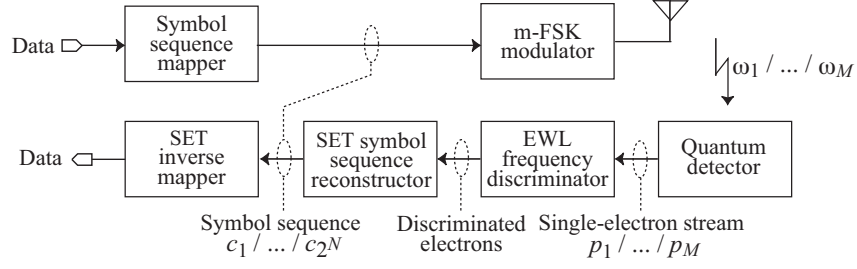 Data
Symbol
sequence
mapper
m-FSK
modulator
ω1 / ... / ωM
Data
SET
inverse
mapper
SET symbol
sequence
reconstructor
EWL
frequency
discriminator
Quantum
detector
Symbol sequence
c1 / ... / c2N
Discriminated
electrons
Single-electron stream
p1 / ... / pM